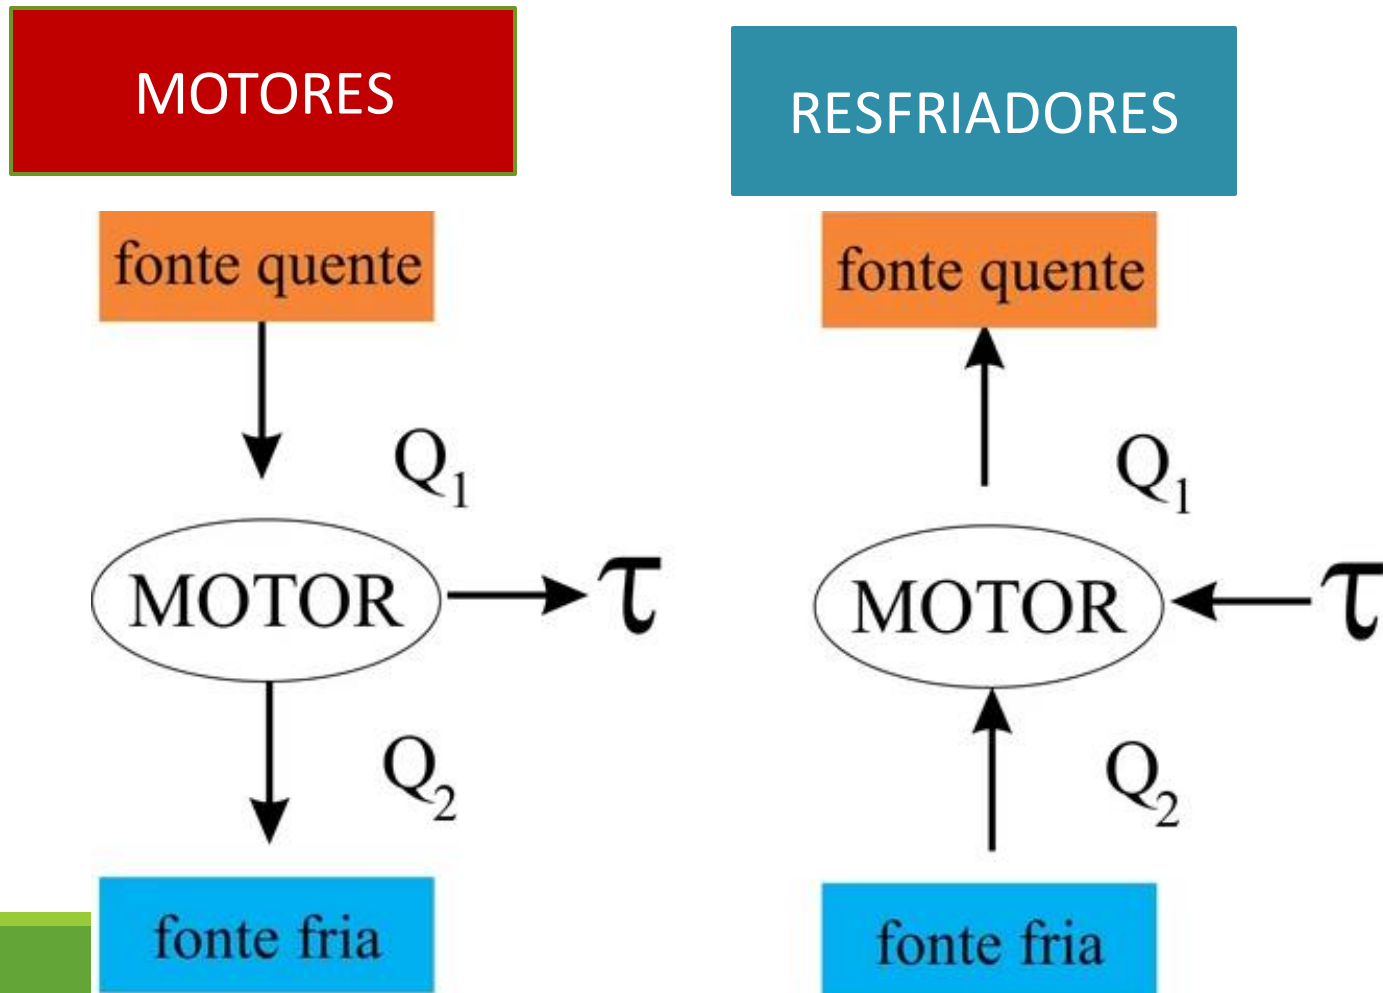 MOTORES
fonte quente
Q1
MOTOR
τ
Q2
fonte fria
RESFRIADORES
fonte quente
Q1
MOTOR
τ
Q2
fonte fria